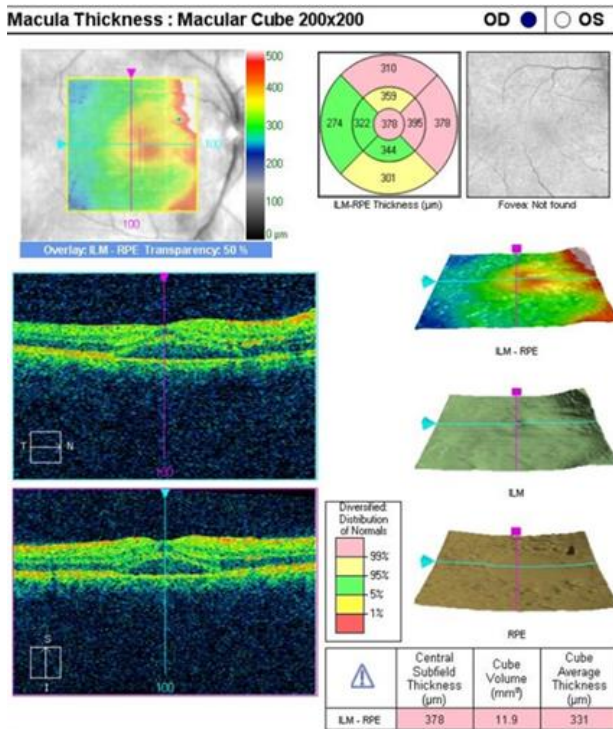 Macula Thickness : Macular Cube 200x200 OD OS
500
400
300
200
100
0 µm
100
100
Overlay: ILM - RPE Transparency: 50 %
310
359
274 322 378 395 378
344
301
ILM-RPE Thickness (µm)
Fovea: Not found
ILM - RPE
T N
100
ILM
Diversified:
Distribution
of Normals
99%
95%
5%
1%
RPE
S
I
100
Central
Subfield
Thickness
(µm)
Cube
Volume
(mm³)
Cube
Average
Thickness
(µm)
ILM - RPE 378 11.9 331